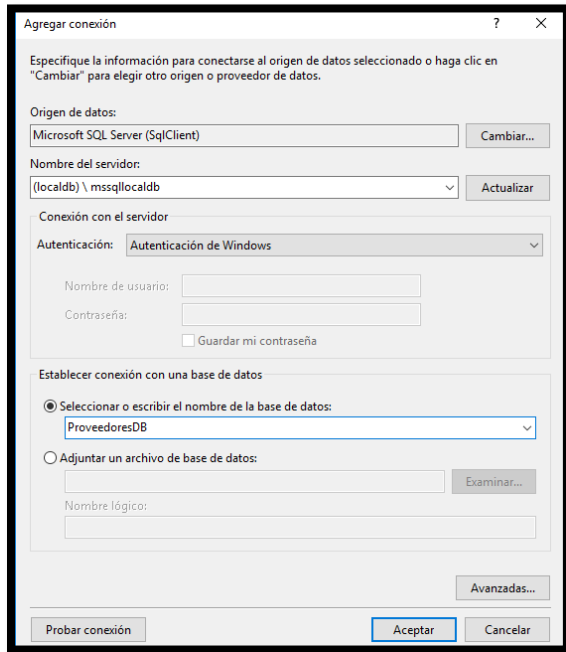 Agregar conexión ? X
Especifique la información para conectarse al origen de datos seleccionado o haga clic en
"Cambiar" para elegir otro origen o proveedor de datos.
Origen de datos:
Microsoft SQL Server (SqlClient) Cambiar...
Nombre del servidor:
(localdb) \ mssqllocaldb Actualizar
Conexión con el servidor
Autenticación: Autenticación de Windows
Nombre de usuario:
Contraseña:
Guardar mi contraseña
Establecer conexión con una base de datos
Seleccionar o escribir el nombre de la base de datos:
ProveedoresDB
Adjuntar un archivo de base de datos:
Examinar...
Nombre lógico:
Avanzadas...
Probar conexión Aceptar Cancelar